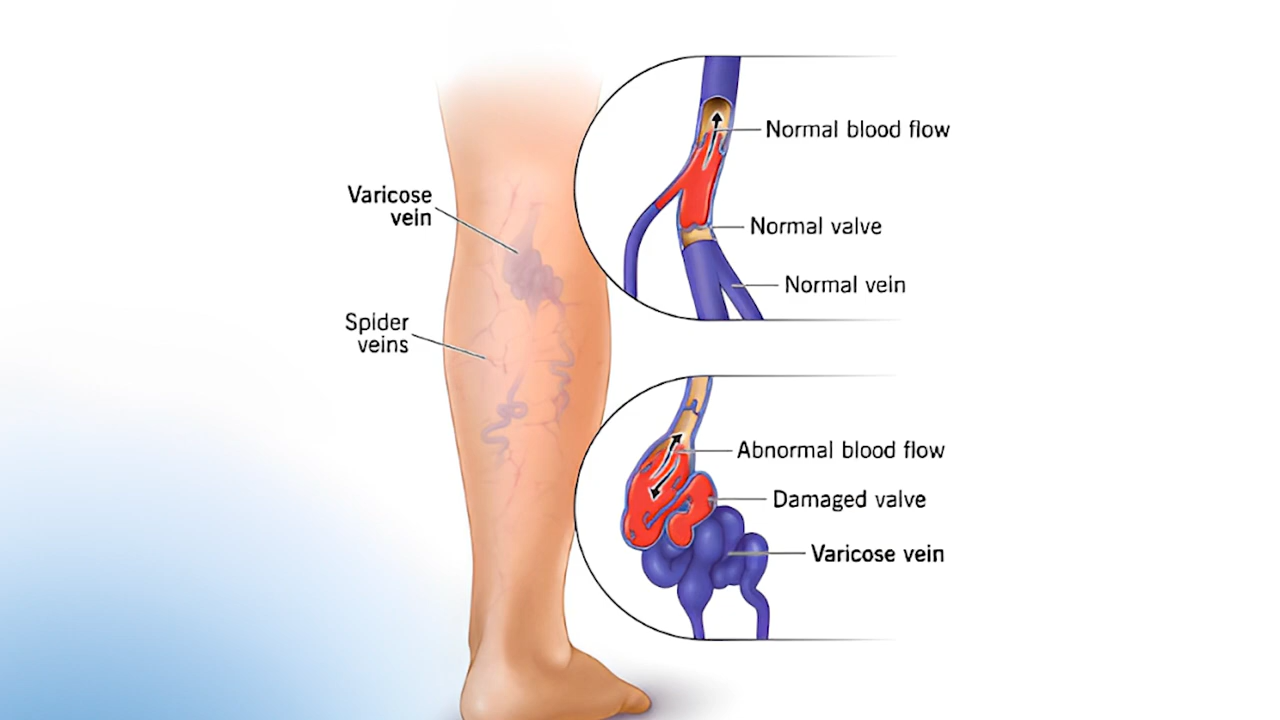 Varicose
vein
Spider
veins
Normal blood flow
Normal valve
Normal vein
Abnormal blood flow
Damaged valve
Varicose vein